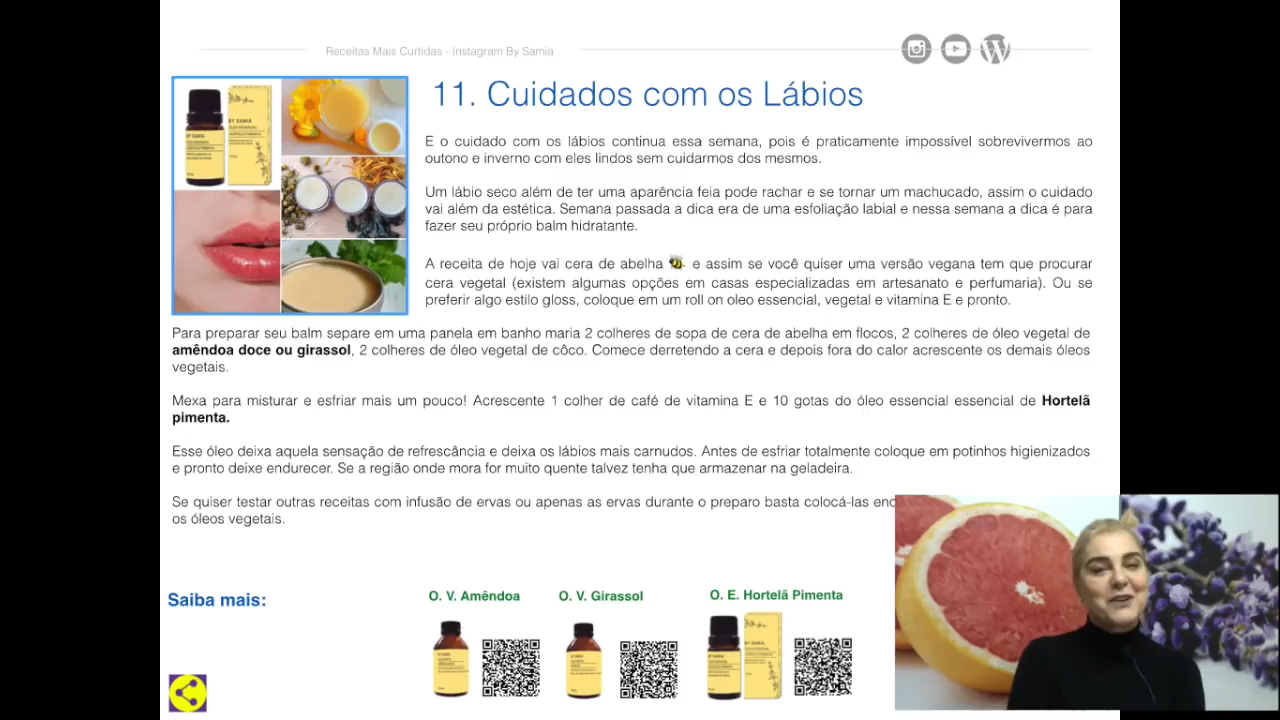 Receitas Mais Curtidas - Instagram By Samia
11. Cuidados com os Lábios
E o cuidado com os lábios continua essa semana, pois é praticamente impossível sobrevivermos ao
outono e inverno com eles lindos sem cuidarmos dos mesmos.
Um lábio seco além de ter uma aparência feia pode rachar e se tornar um machucado, assim o cuidado
vai além da estética. Semana passada a dica era de uma esfoliação labial e nessa semana a dica é para
fazer seu próprio balm hidratante.
A receita de hoje vai cera de abelha 🐝 e assim se você quiser uma versão vegana tem que procurar
cera vegetal (existem algumas opções em casas especializadas em artesanato e perfumaria). Ou se
preferir algo estilo gloss, coloque em um roll on oleo essencial, vegetal e vitamina E e pronto.
Para preparar seu balm separe em uma panela em banho maria 2 colheres de sopa de cera de abelha em flocos, 2 colheres de óleo vegetal de
amêndoa doce ou girassol, 2 colheres de óleo vegetal de côco. Comece derretendo a cera e depois fora do calor acrescente os demais óleos
vegetais.
Mexa para misturar e esfriar mais um pouco! Acrescente 1 colher de café de vitamina E e 10 gotas do óleo essencial essencial de Hortelã
pimenta.
Esse óleo deixa aquela sensação de refrescância e deixa os lábios mais carnudos. Antes de esfriar totalmente coloque em potinhos higienizados
e pronto deixe endurecer. Se a região onde mora for muito quente talvez tenha que armazenar na geladeira.
Se quiser testar outras receitas com infusão de ervas ou apenas as ervas durante o preparo basta colocá-las
os óleos vegetais.
Saiba mais:
O. V. Amêndoa
O. V. Girassol
O. E. Hortelã Pimenta
BY SAMIA
BY SAMIA